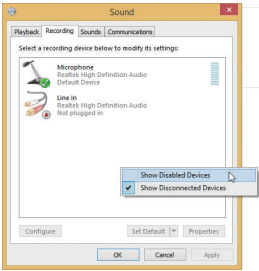 Sound
Playback Recording Sounds Communications
Select a recording device below to modify its settings:
Microphone
Realtek High Definition Audio
Default Device
Line In
Realtek High Definition Audio
Not plugged in
Show Disabled Devices
Show Disconnected Devices
Configure Set Default Properties
OK Cancel Apply